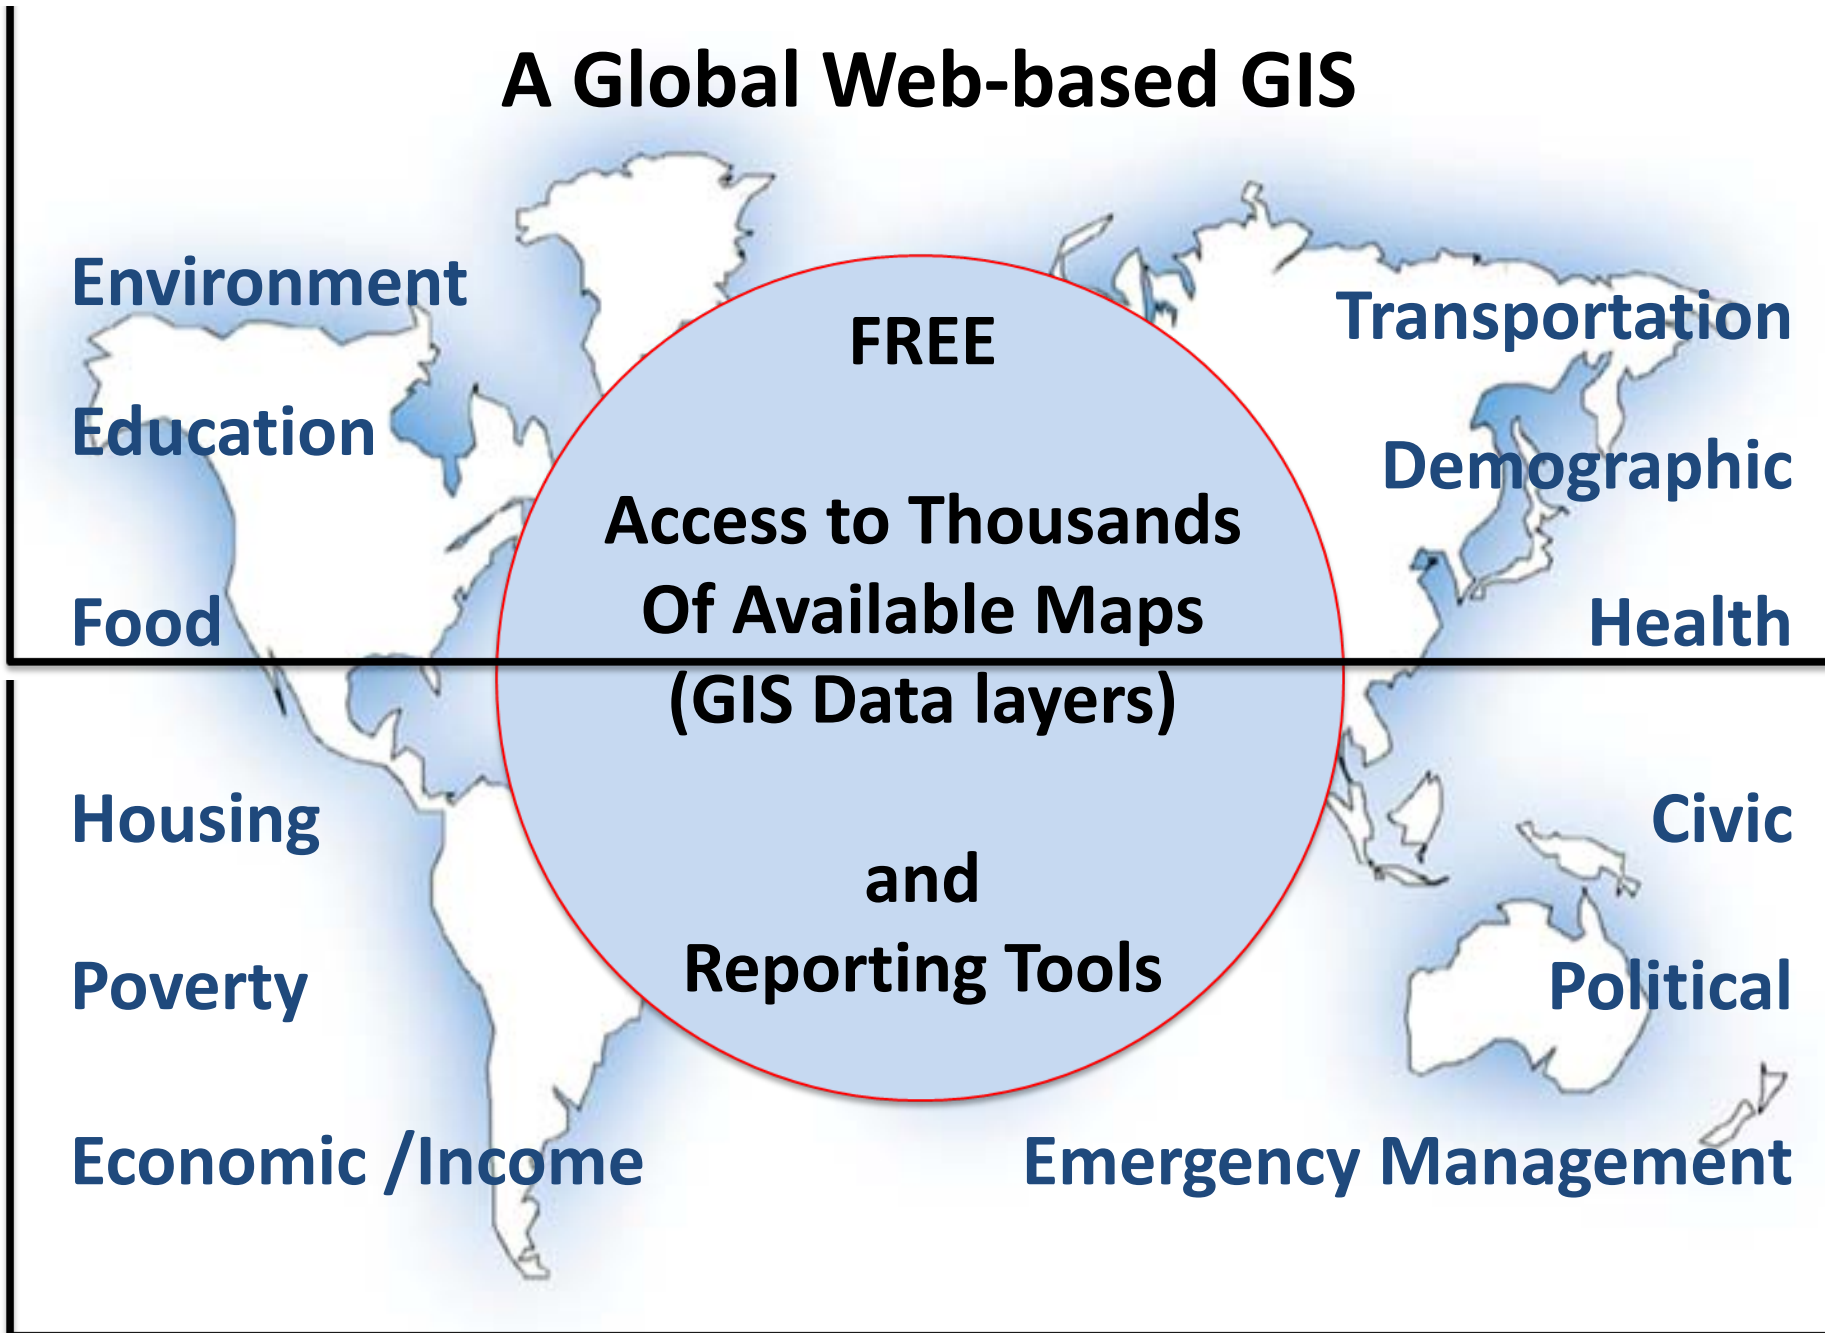 A Global Web-based GIS
Environment
Education
Food
Housing
Poverty
Economic /Income
FREE
Access to Thousands
Of Available Maps
(GIS Data layers)
and
Reporting Tools
Transportation
Demographic
Health
Civic
Political
Emergency Management